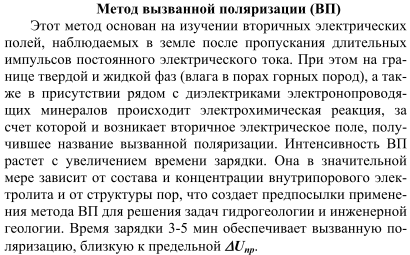 Метод вызванной поляризации (ВП)
Этот метод основан на изучении вторичных электрических
полей, наблюдаемых в земле после пропускания длительных
импульсов постоянного электрического тока. При этом на гра-
нице твердой и жидкой фаз (влага в порах горных пород), а так-
же в присутствии рядом с диэлектриками электронопроводя-
щих минералов происходит электрохимическая реакция, за
счет которой и возникает вторичное электрическое поле, полу-
чившее название вызванной поляризации. Интенсивность ВП
растет с увеличением времени зарядки. Она в значительной
мере зависит от состава и концентрации внутрипорового элек-
тролита и от структуры пор, что создает предпосылки примене-
ния метода ВП для решения задач гидрогеологии и инженерной
геологии. Время зарядки 3-5 мин обеспечивает вызванную по-
ляризацию, близкую к предельной ΔUпр.